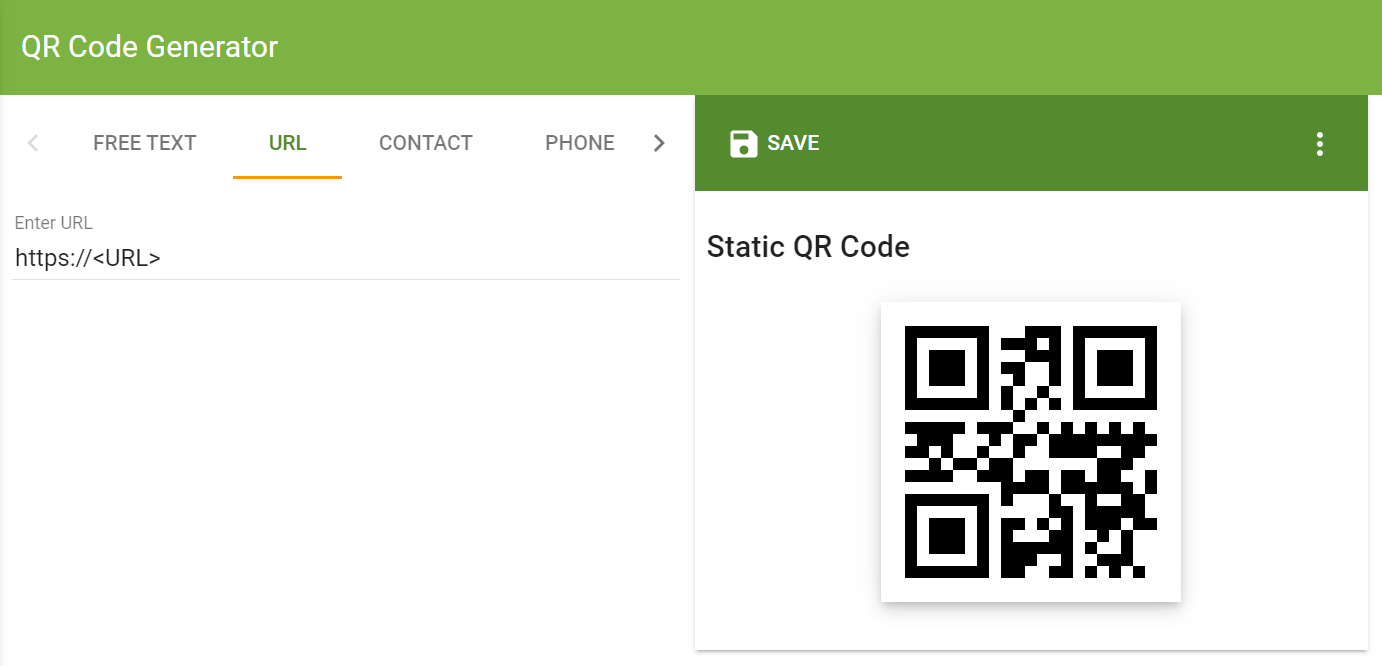 QR Code Generator
FREE TEXT URL CONTACT PHONE
SAVE
Enter URL
https://<URL>
Static QR Code